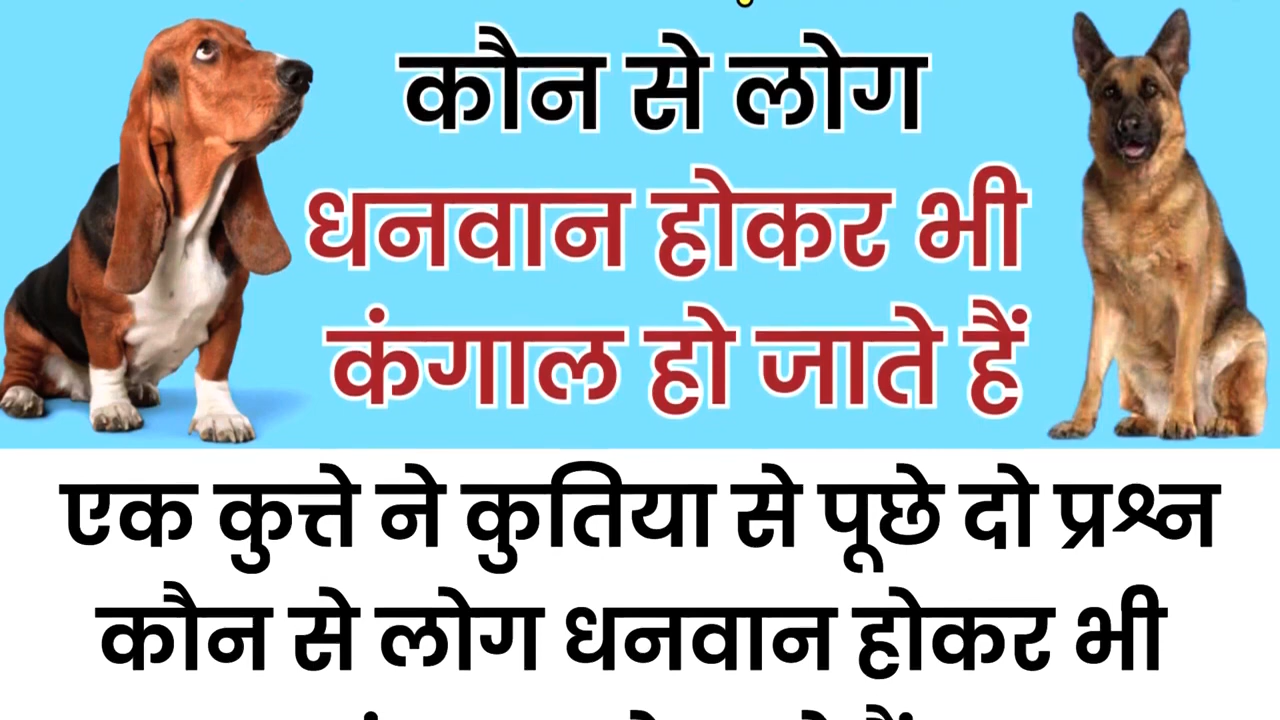 कौन से लोग
धनवान होकर भी
कंगाल हो जाते हैं
एक कुत्ते ने कुतिया से पूछे दो प्रश्न
कौन से लोग धनवान होकर भी